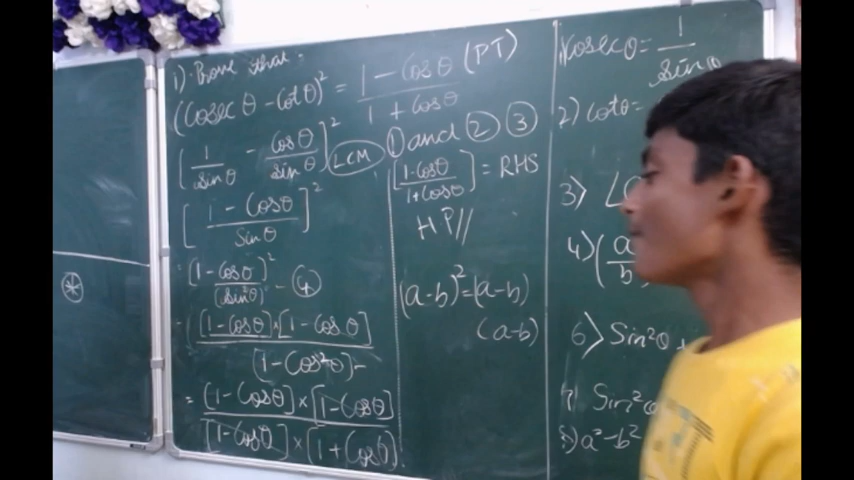 1) Prove that:
(Cosec θ - Cot θ)² = 1 - Cos θ / 1 + Cos θ (PT)
[1/sin θ - cos θ/sin θ]² LCM
[1 - Cos θ / Sin θ]²
= (1 - Cos θ)² / (sin² θ) - ④
= [1 - Cos θ] × [1 - Cos θ] / (1 - Cos² θ) -
= (1 - Cos θ) × [1 - Cos θ] / [1 - Cos θ] × [1 + Cos θ]
① and ② ③
[1 - Cos θ / 1 + Cos θ] = RHS
HP//
(a-b)² = (a-b)
(a-b)
1) Cosec θ = 1/sin θ
2) cot θ =
3)
4) (a/b
6) Sin² θ +
7) Sin² θ
8) a² - b²